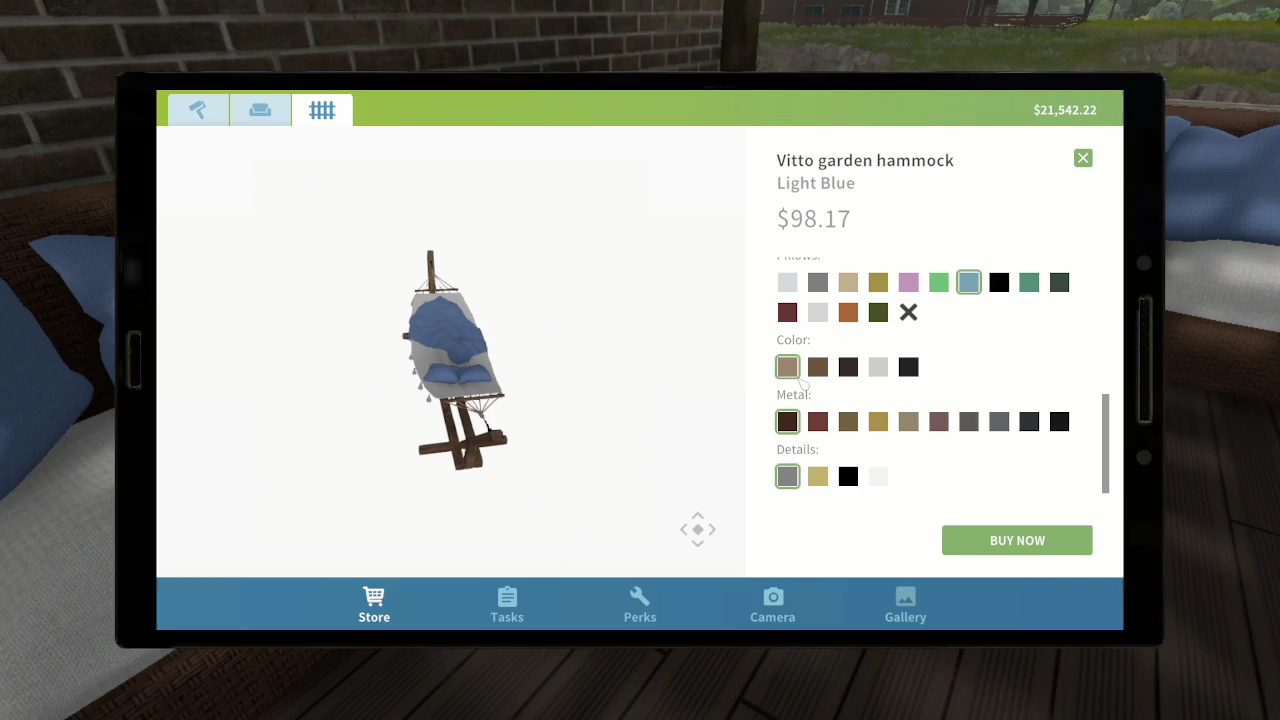 $21,542.22
Vitto garden hammock
Light Blue
$98.17
Pillows:
Color:
Metal:
Details:
BUY NOW
Store
Tasks
Perks
Camera
Gallery